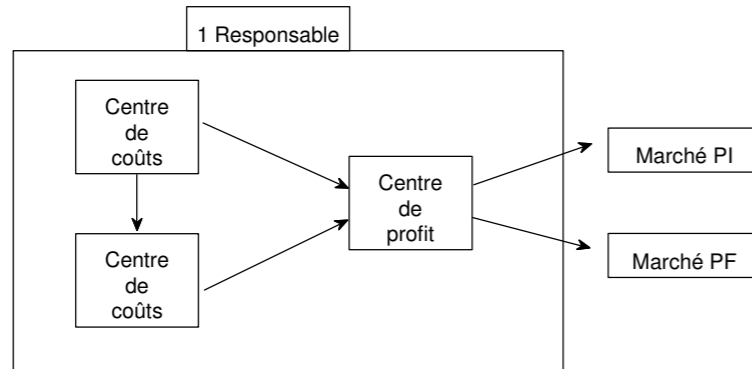 1 Responsable
Centre
de
coûts
Centre
de
profit
Marché PI
Centre
de
coûts
Marché PF